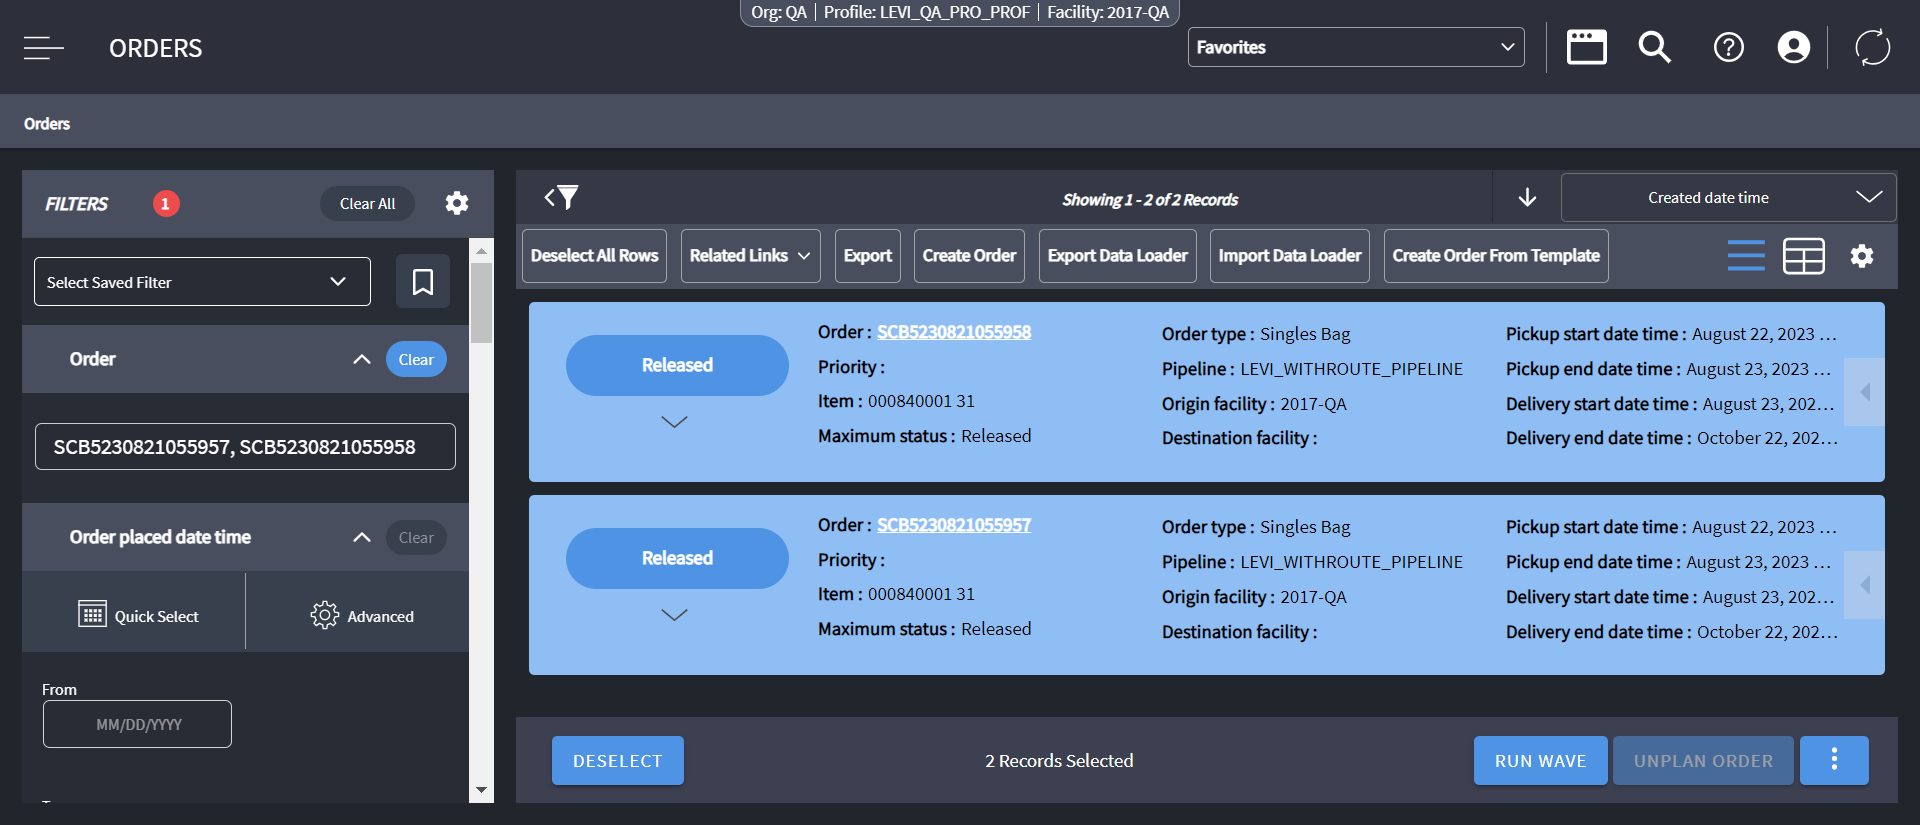 Org: QA | Profile: LEVI_QA_PRO_PROF | Facility: 2017-QA
ORDERS
Favorites
Orders
FILTERS 1 Clear All
Select Saved Filter
Order Clear
SCB5230821055957, SCB5230821055958
Order placed date time Clear
Quick Select Advanced
From
MM/DD/YYYY
Showing 1 - 2 of 2 Records
Created date time
Deselect All Rows Related Links Export Create Order Export Data Loader Import Data Loader Create Order From Template
Released
Order : SCB5230821055958
Priority :
Item : 000840001 31
Maximum status : Released
Order type : Singles Bag
Pipeline : LEVI_WITHROUTE_PIPELINE
Origin facility : 2017-QA
Destination facility :
Pickup start date time : August 22, 2023 ...
Pickup end date time : August 23, 2023 ...
Delivery start date time : August 23, 202...
Delivery end date time : October 22, 202...
Released
Order : SCB5230821055957
Priority :
Item : 000840001 31
Maximum status : Released
Order type : Singles Bag
Pipeline : LEVI_WITHROUTE_PIPELINE
Origin facility : 2017-QA
Destination facility :
Pickup start date time : August 22, 2023 ...
Pickup end date time : August 23, 2023 ...
Delivery start date time : August 23, 202...
Delivery end date time : October 22, 202...
DESELECT 2 Records Selected RUN WAVE UNPLAN ORDER